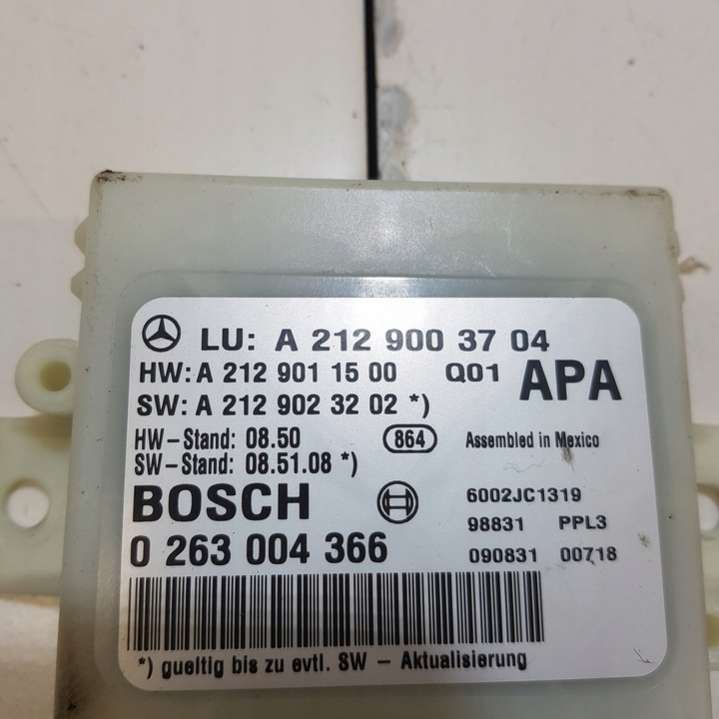 LU: A 212 900 37 04
HW: A 212 901 15 00 Q01 APA
SW: A 212 902 32 02 *)
HW-Stand: 08.50 864 Assembled in Mexico
SW-Stand: 08.51.08 *)
BOSCH 6002JC1319
98831 PPL3
0 263 004 366 090831 00718
*) gueltig bis zu evtl. SW - Aktualisierung